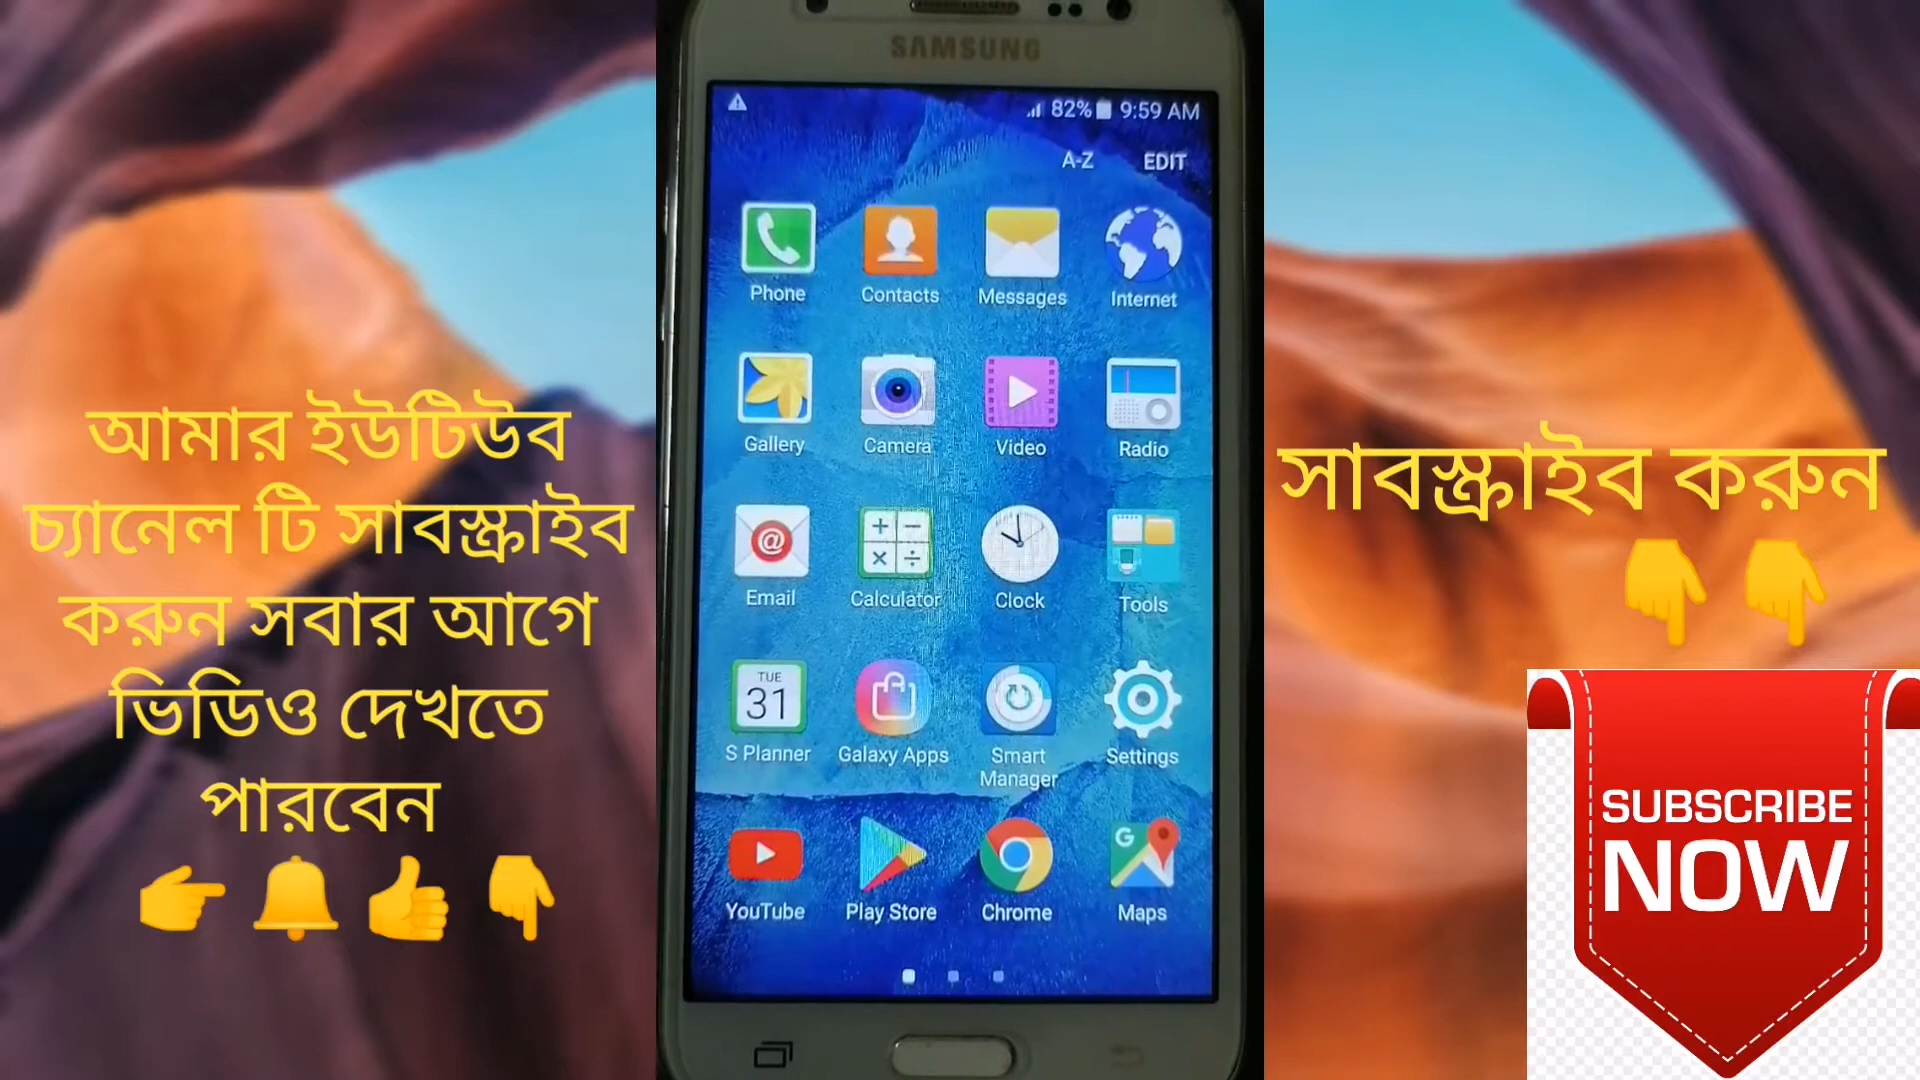 আমার ইউটিউব
চ্যানেল টি সাবস্ক্রাইব
করুন সবার আগে
ভিডিও দেখতে
পারবেন
SAMSUNG
82% 9:59 AM
A-Z EDIT
Phone Contacts Messages Internet
Gallery Camera Video Radio
Email Calculator Clock Tools
TUE
31
S Planner Galaxy Apps Smart Manager Settings
YouTube Play Store Chrome Maps
সাবস্ক্রাইব করুন
SUBSCRIBE
NOW